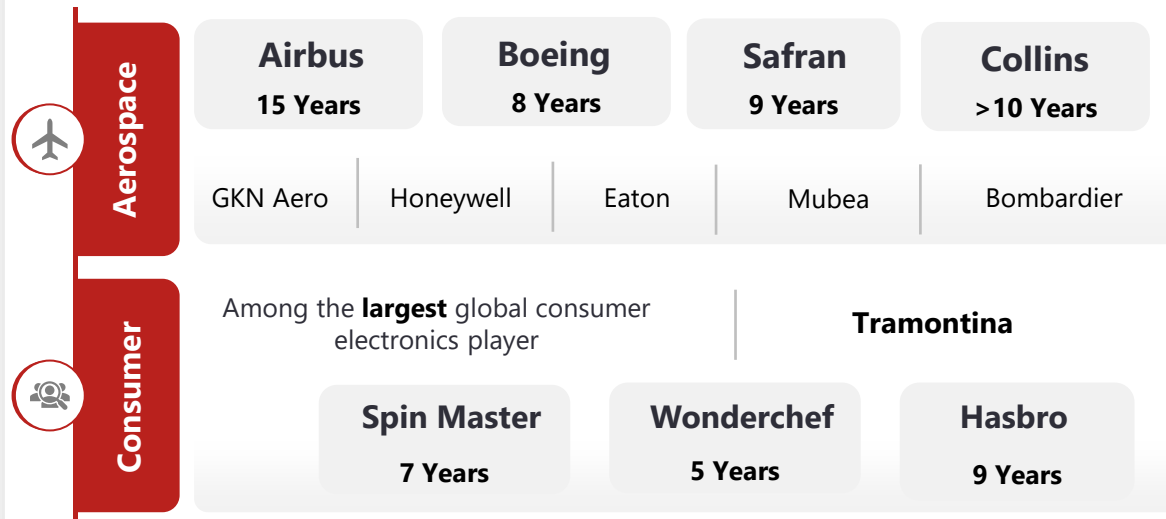 Aerospace
Airbus
15 Years
Boeing
8 Years
Safran
9 Years
Collins
>10 Years
GKN Aero
Honeywell
Eaton
Mubea
Bombardier
Consumer
Among the largest global consumer
electronics player
Tramontina
Spin Master
7 Years
Wonderchef
5 Years
Hasbro
9 Years